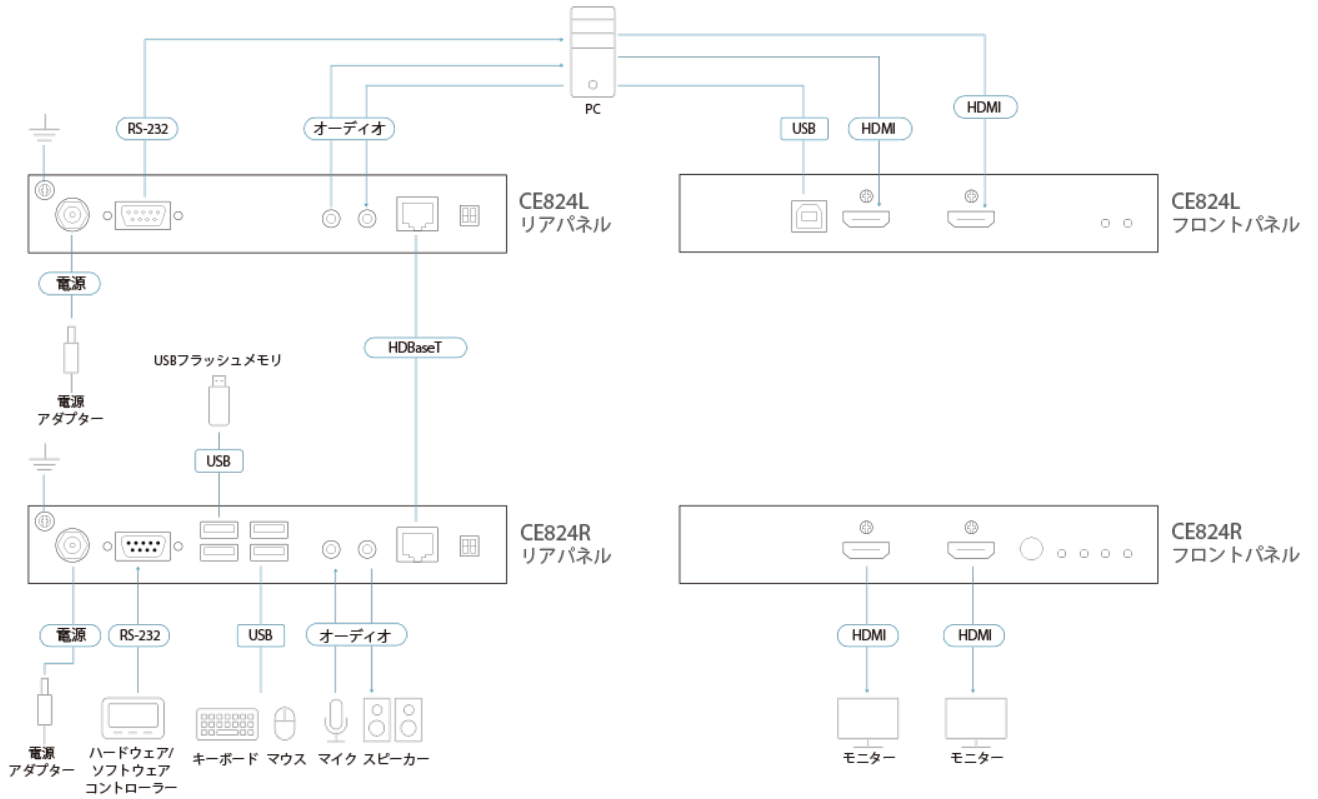 PC
RS-232
オーディオ
USB
HDMI
HDMI
CE824L
リアパネル
CE824L
フロントパネル
電源
HDBaseT
電源
アダプター
USBフラッシュメモリ
USB
CE824R
リアパネル
CE824R
フロントパネル
電源
RS-232
USB
オーディオ
HDMI
HDMI
電源
アダプター
ハードウェア/
ソフトウェア
コントローラー
キーボード
マウス
マイク
スピーカー
モニター
モニター